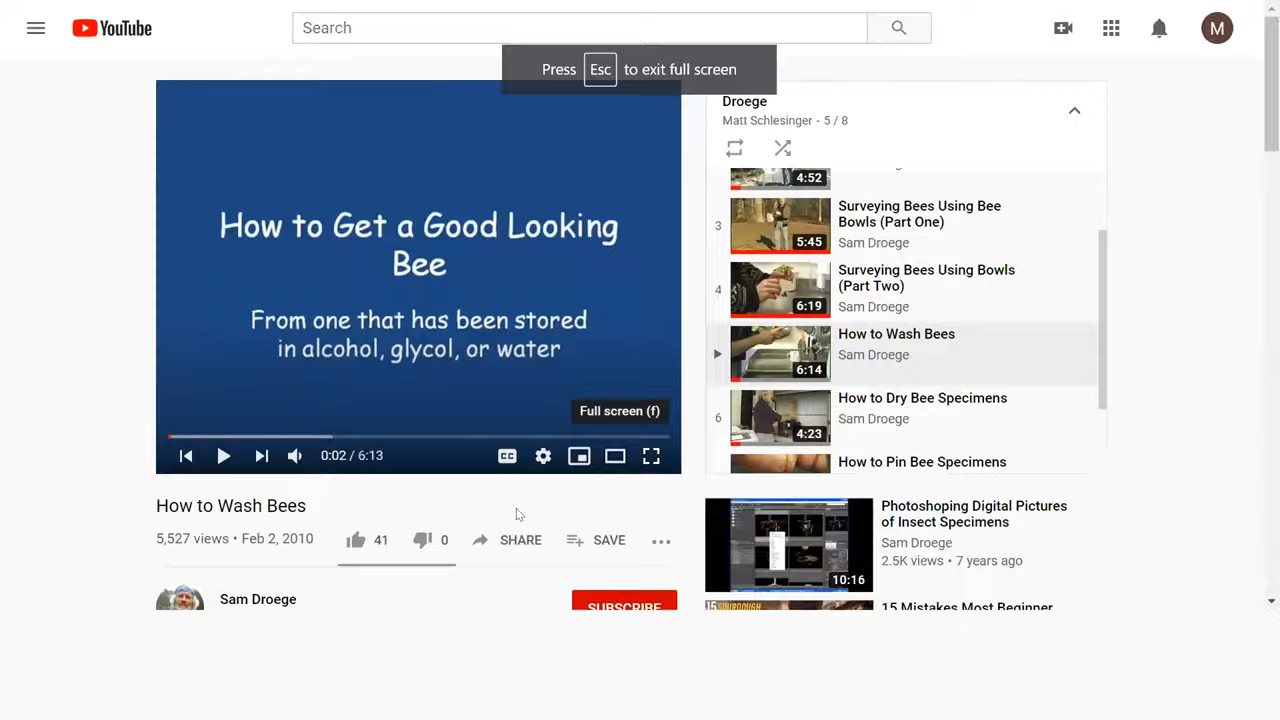 YouTube
Search
M
Press Esc to exit full screen
How to Get a Good Looking
Bee
From one that has been stored
in alcohol, glycol, or water
Full screen (f)
0:02 / 6:13
CC
How to Wash Bees
5,527 views • Feb 2, 2010
41
0
SHARE
SAVE
Sam Droege
SUBSCRIBE
Droege
Matt Schlesinger - 5 / 8
4:52
3
5:45
Surveying Bees Using Bee
Bowls (Part One)
Sam Droege
4
6:19
Surveying Bees Using Bowls
(Part Two)
Sam Droege
6:14
How to Wash Bees
Sam Droege
6
4:23
How to Dry Bee Specimens
Sam Droege
How to Pin Bee Specimens
10:16
Photoshoping Digital Pictures
of Insect Specimens
Sam Droege
2.5K views • 7 years ago
15 SOURDOUGH
15 Mistakes Most Beginner